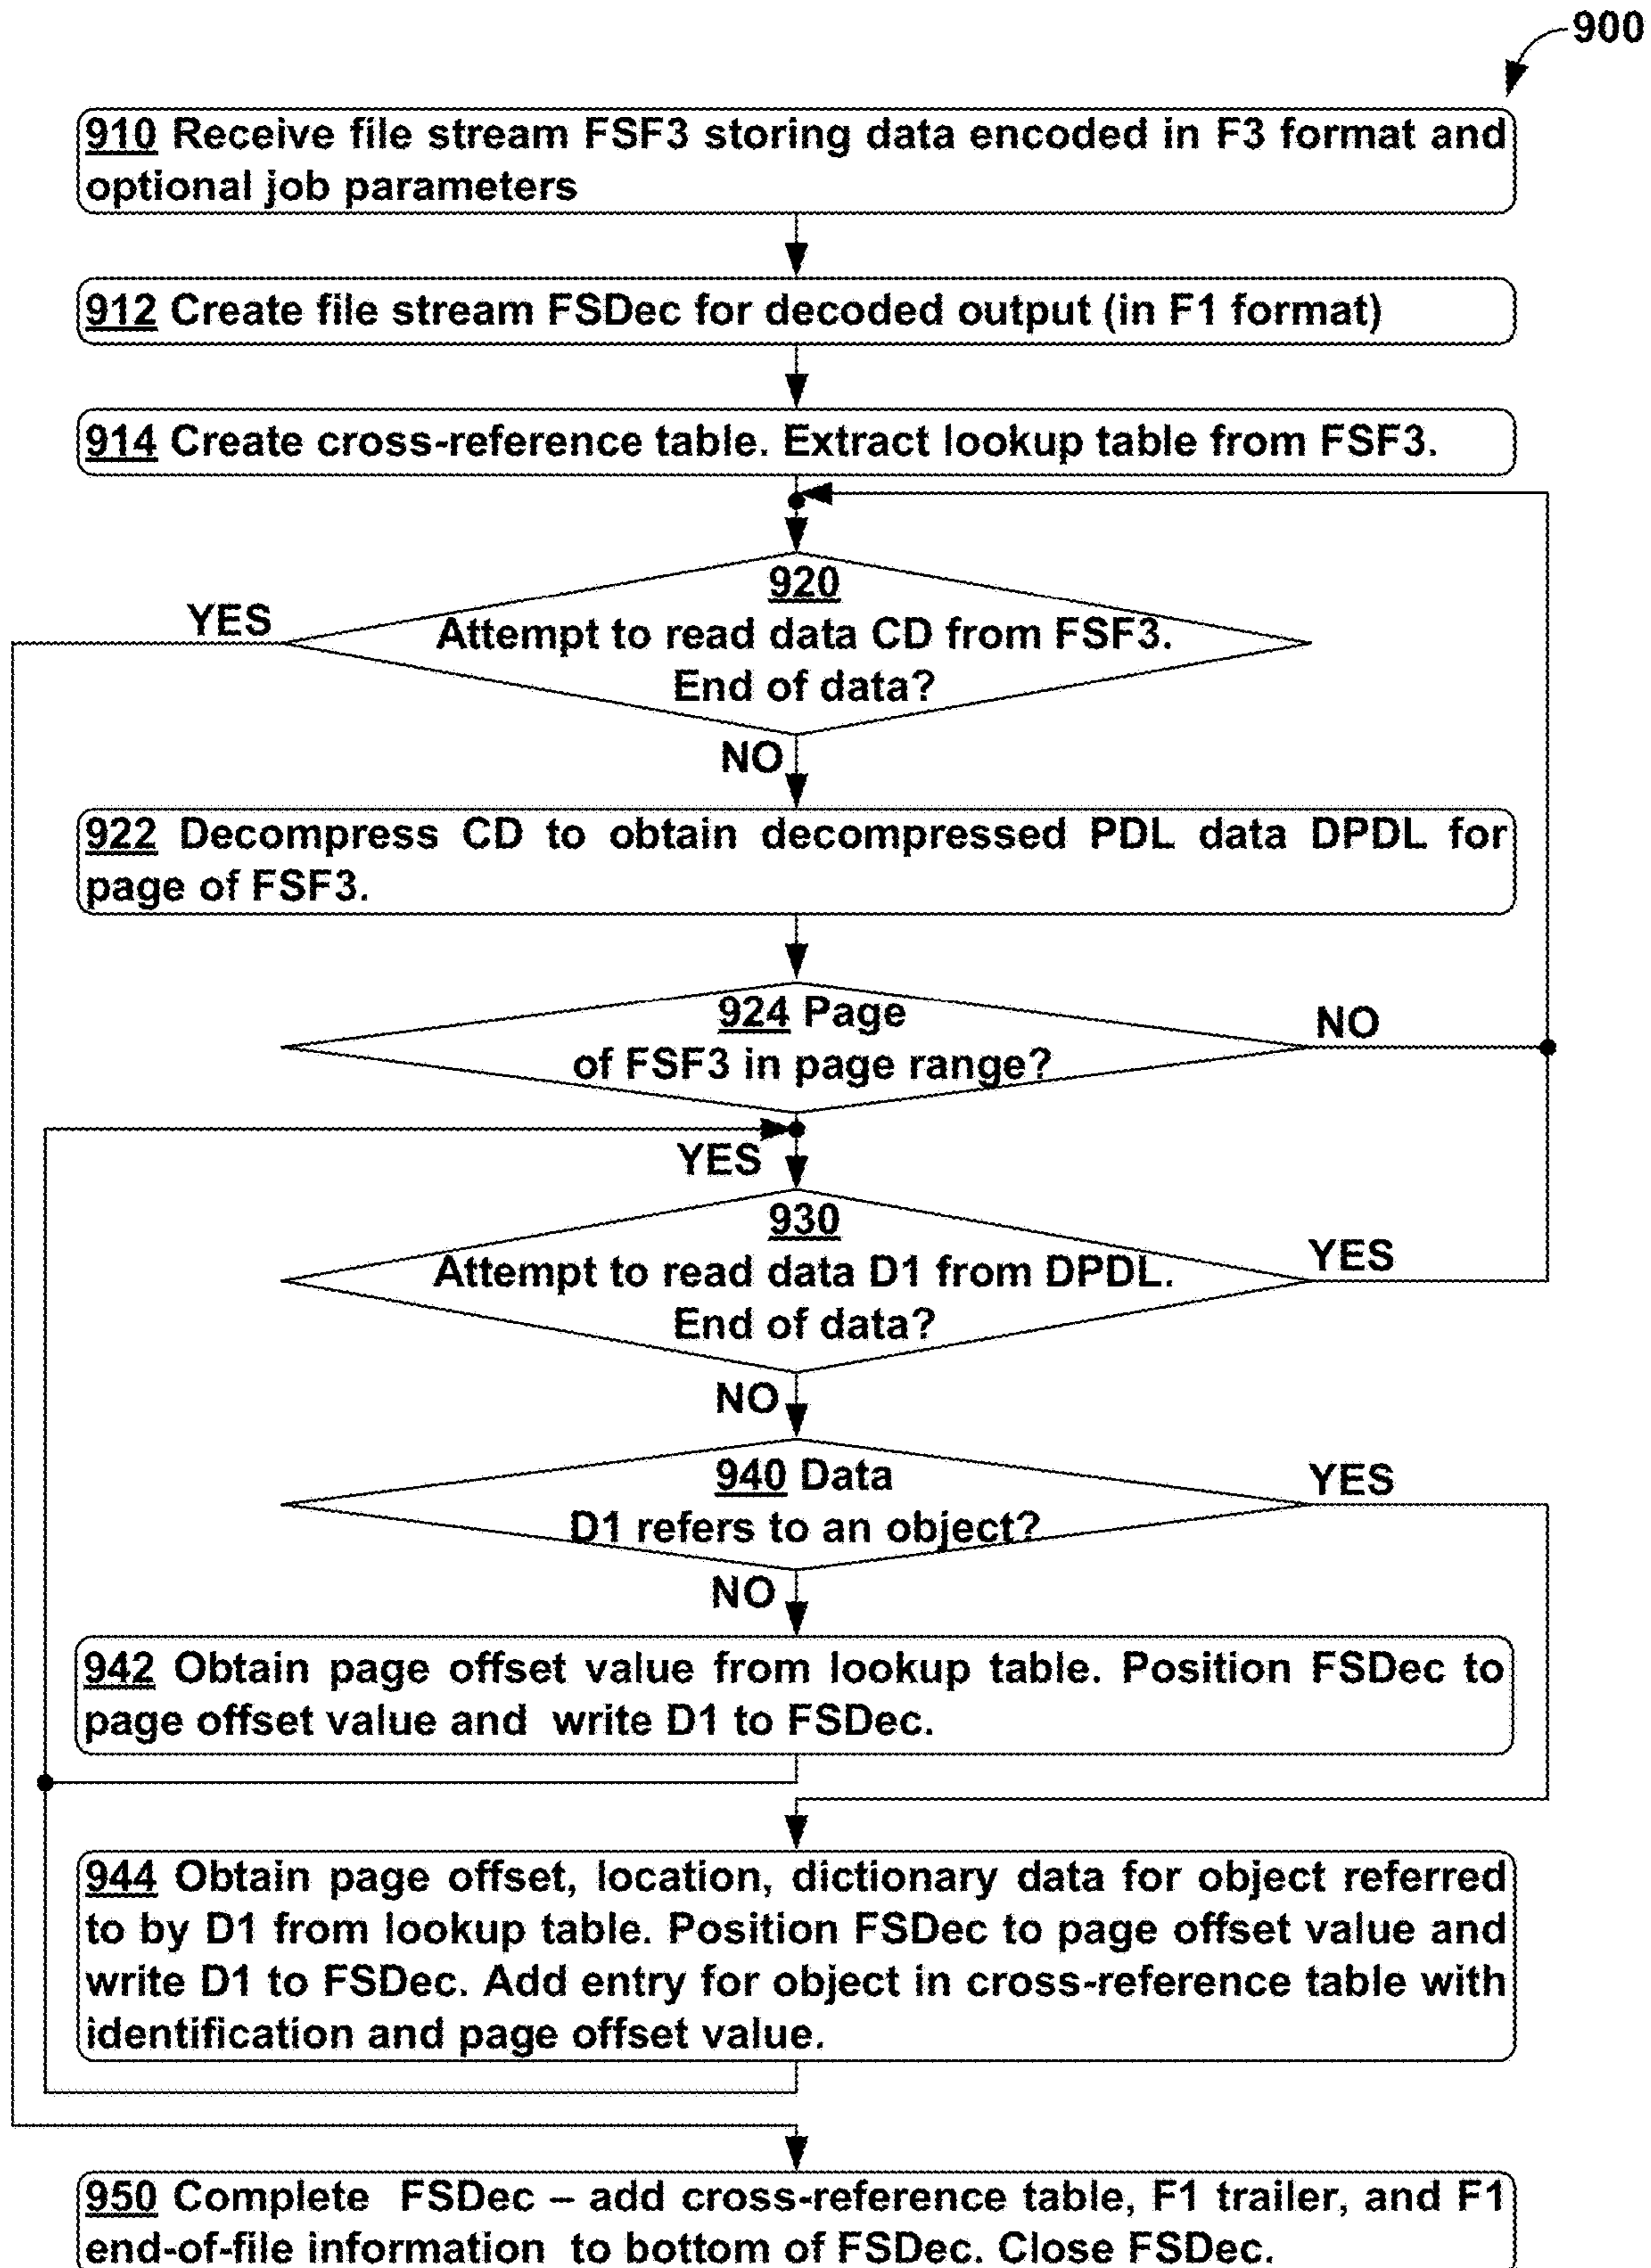 900
910 Receive file stream FSF3 storing data encoded in F3 format and
optional job parameters
912 Create file stream FSDec for decoded output (in F1 format)
914 Create cross-reference table. Extract lookup table from FSF3.
920
YES
Attempt to read data CD from FSF3.
End of data?
NO
922 Decompress CD to obtain decompressed PDL data DPDL for
page of FSF3.
924 Page
NO
of FSF3 in page range?
YES
930
YES
Attempt to read data D1 from DPDL.
End of data?
NO
940 Data
YES
D1 refers to an object?
NO
942 Obtain page offset value from lookup table. Position FSDec to
page offset value and write D1 to FSDec.
944 Obtain page offset, location, dictionary data for object referred
to by D1 from lookup table. Position FSDec to page offset value and
write D1 to FSDec. Add entry for object in cross-reference table with
identification and page offset value.
950 Complete FSDec – add cross-reference table, F1 trailer, and F1
end-of-file information to bottom of FSDec. Close FSDec.